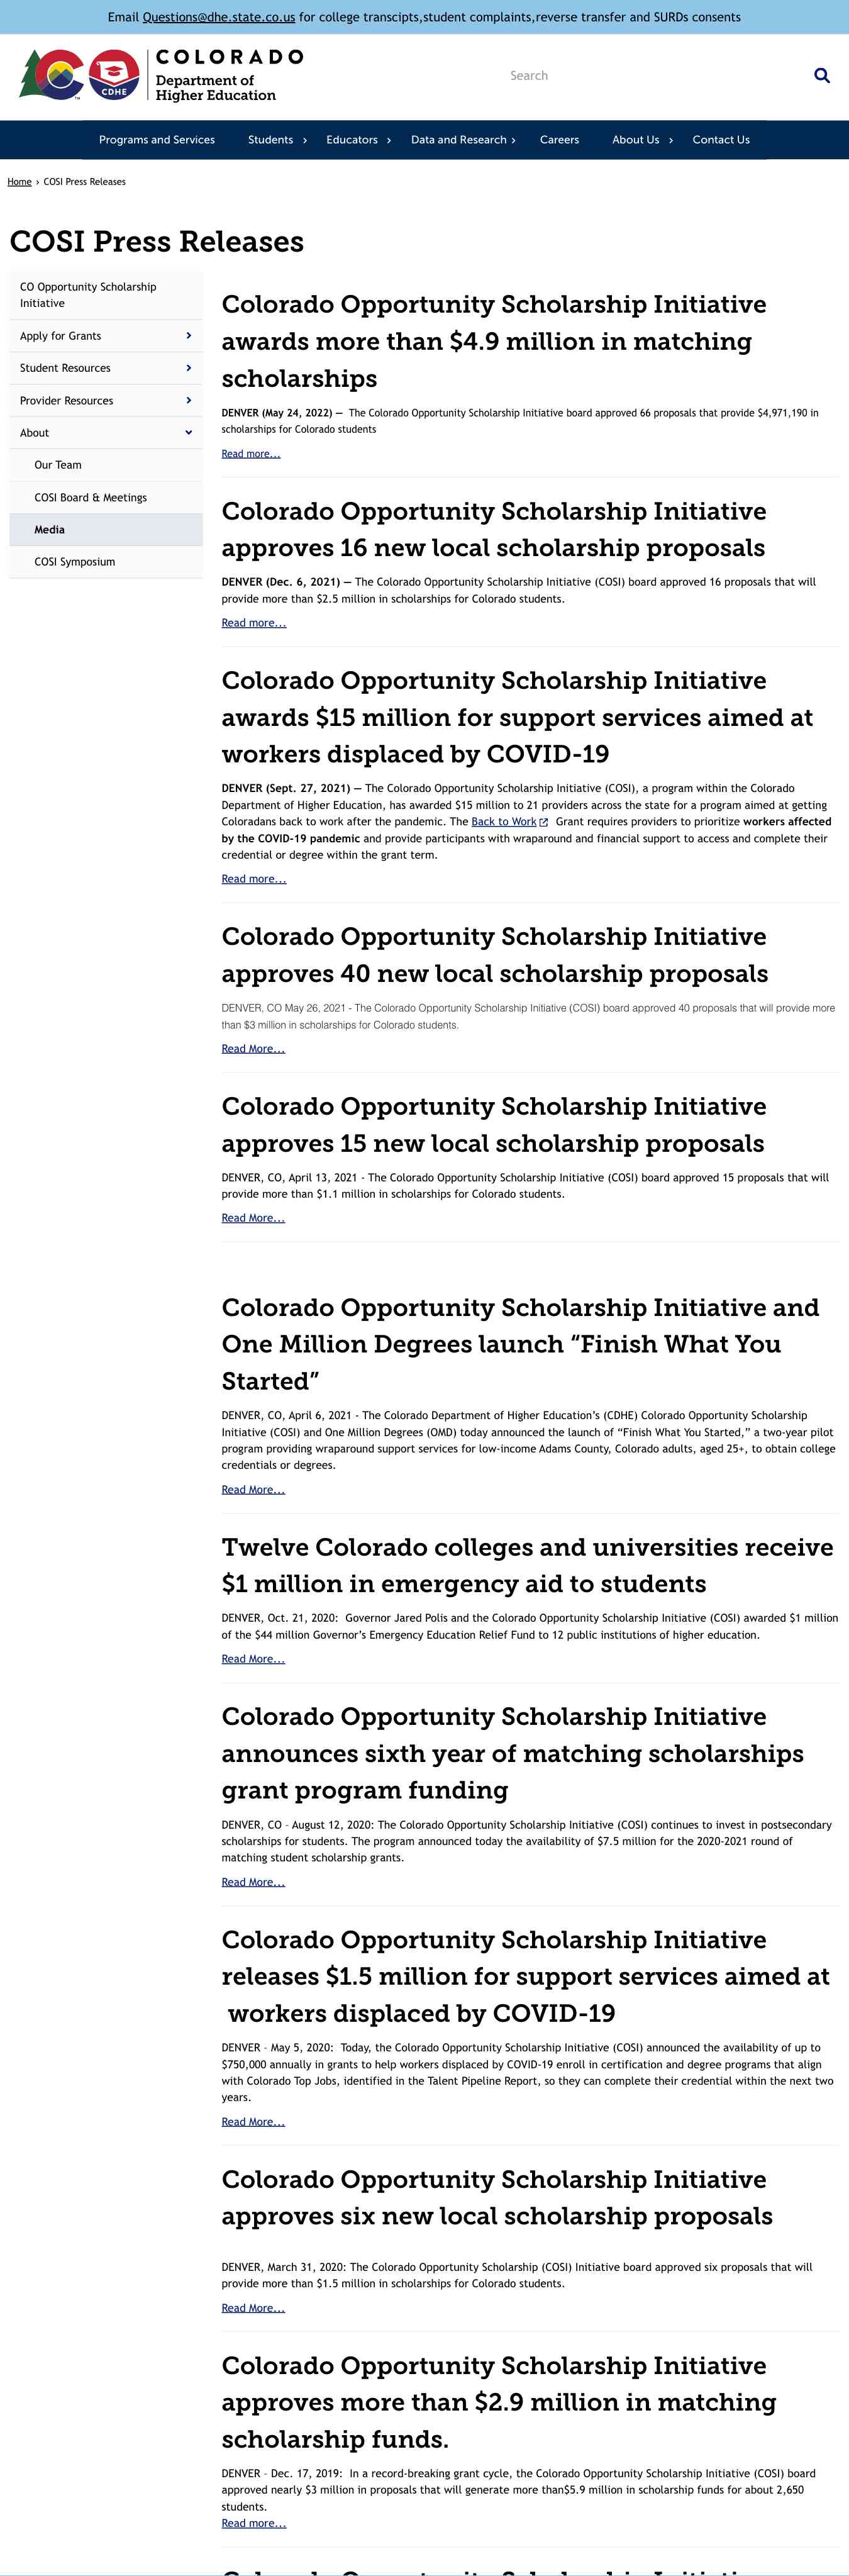 Email Questions@dhe.state.co.us for college transcipts,student complaints,reverse transfer and SURDs consents
COLORADO
Department of
Higher Education
CDHE
TM
Search
Programs and Services
Students
Educators
Data and Research
Careers
About Us
Contact Us
Home › COSI Press Releases
COSI Press Releases
CO Opportunity Scholarship
Initiative
Apply for Grants
Student Resources
Provider Resources
About
Our Team
COSI Board & Meetings
Media
COSI Symposium
Colorado Opportunity Scholarship Initiative
awards more than $4.9 million in matching
scholarships
DENVER (May 24, 2022) — The Colorado Opportunity Scholarship Initiative board approved 66 proposals that provide $4,971,190 in
scholarships for Colorado students
Read more...
Colorado Opportunity Scholarship Initiative
approves 16 new local scholarship proposals
DENVER (Dec. 6, 2021) — The Colorado Opportunity Scholarship Initiative (COSI) board approved 16 proposals that will
provide more than $2.5 million in scholarships for Colorado students.
Read more...
Colorado Opportunity Scholarship Initiative
awards $15 million for support services aimed at
workers displaced by COVID-19
DENVER (Sept. 27, 2021) — The Colorado Opportunity Scholarship Initiative (COSI), a program within the Colorado
Department of Higher Education, has awarded $15 million to 21 providers across the state for a program aimed at getting
Coloradans back to work after the pandemic. The Back to Work Grant requires providers to prioritize workers affected
by the COVID-19 pandemic and provide participants with wraparound and financial support to access and complete their
credential or degree within the grant term.
Read more...
Colorado Opportunity Scholarship Initiative
approves 40 new local scholarship proposals
DENVER, CO May 26, 2021 - The Colorado Opportunity Scholarship Initiative (COSI) board approved 40 proposals that will provide more
than $3 million in scholarships for Colorado students.
Read More...
Colorado Opportunity Scholarship Initiative
approves 15 new local scholarship proposals
DENVER, CO, April 13, 2021 - The Colorado Opportunity Scholarship Initiative (COSI) board approved 15 proposals that will
provide more than $1.1 million in scholarships for Colorado students.
Read More...
Colorado Opportunity Scholarship Initiative and
One Million Degrees launch “Finish What You
Started”
DENVER, CO, April 6, 2021 - The Colorado Department of Higher Education’s (CDHE) Colorado Opportunity Scholarship
Initiative (COSI) and One Million Degrees (OMD) today announced the launch of “Finish What You Started,” a two-year pilot
program providing wraparound support services for low-income Adams County, Colorado adults, aged 25+, to obtain college
credentials or degrees.
Read More...
Twelve Colorado colleges and universities receive
$1 million in emergency aid to students
DENVER, Oct. 21, 2020: Governor Jared Polis and the Colorado Opportunity Scholarship Initiative (COSI) awarded $1 million
of the $44 million Governor’s Emergency Education Relief Fund to 12 public institutions of higher education.
Read More...
Colorado Opportunity Scholarship Initiative
announces sixth year of matching scholarships
grant program funding
DENVER, CO – August 12, 2020: The Colorado Opportunity Scholarship Initiative (COSI) continues to invest in postsecondary
scholarships for students. The program announced today the availability of $7.5 million for the 2020-2021 round of
matching student scholarship grants.
Read More...
Colorado Opportunity Scholarship Initiative
releases $1.5 million for support services aimed at
workers displaced by COVID-19
DENVER – May 5, 2020: Today, the Colorado Opportunity Scholarship Initiative (COSI) announced the availability of up to
$750,000 annually in grants to help workers displaced by COVID-19 enroll in certification and degree programs that align
with Colorado Top Jobs, identified in the Talent Pipeline Report, so they can complete their credential within the next two
years.
Read More...
Colorado Opportunity Scholarship Initiative
approves six new local scholarship proposals
DENVER, March 31, 2020: The Colorado Opportunity Scholarship (COSI) Initiative board approved six proposals that will
provide more than $1.5 million in scholarships for Colorado students.
Read More...
Colorado Opportunity Scholarship Initiative
approves more than $2.9 million in matching
scholarship funds.
DENVER – Dec. 17, 2019: In a record-breaking grant cycle, the Colorado Opportunity Scholarship Initiative (COSI) board
approved nearly $3 million in proposals that will generate more than$5.9 million in scholarship funds for about 2,650
students.
Read more...